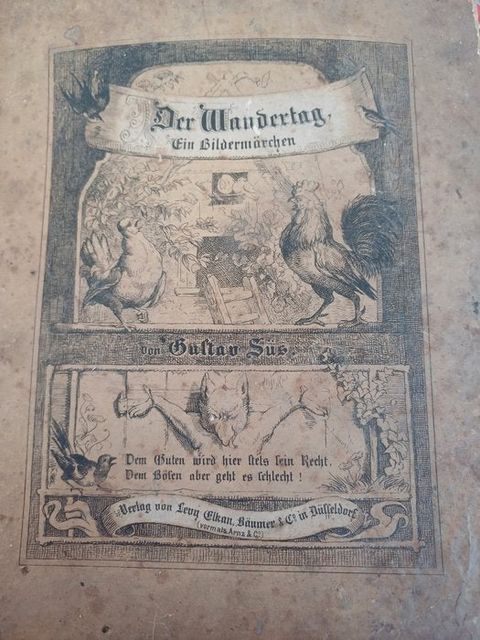 Der Wandertag,
Ein Bildermärchen
von Gustav Süs.
Dem Guten wird hier stets sein Recht,
Dem Bösen aber geht es schlecht!
Verlag von Levy Elkan, Bäumer & Cº in Düsseldorf
(vormals Arnz & Cº)